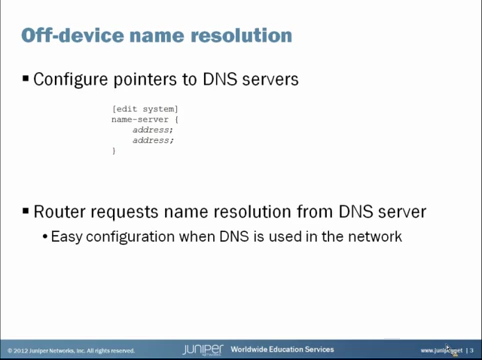 Off-device name resolution
▪ Configure pointers to DNS servers
[edit system]
name-server {
address;
address;
}
▪ Router requests name resolution from DNS server
• Easy configuration when DNS is used in the network
© 2012 Juniper Networks, Inc. All rights reserved. JUNIPER Worldwide Education Services www.juniper.net | 3